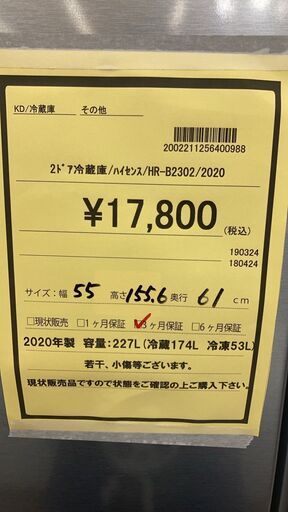 KD/冷蔵庫 その他
2002211256400988
2ﾄﾞｱ冷蔵庫/ﾊｲｾﾝｽ/HR-B2302/2020
¥17,800
(税込)
190324
180424
サイズ:幅 55 高さ 155.6 奥行 61 cm
□現状販売 □1ヶ月保証 ☑3ヶ月保証 □6ヶ月保証
2020年製 容量:227L(冷蔵174L 冷凍53L)
若干、小傷等ございます。
現状販売品ですので状態をご確認の上ご購入下さい。